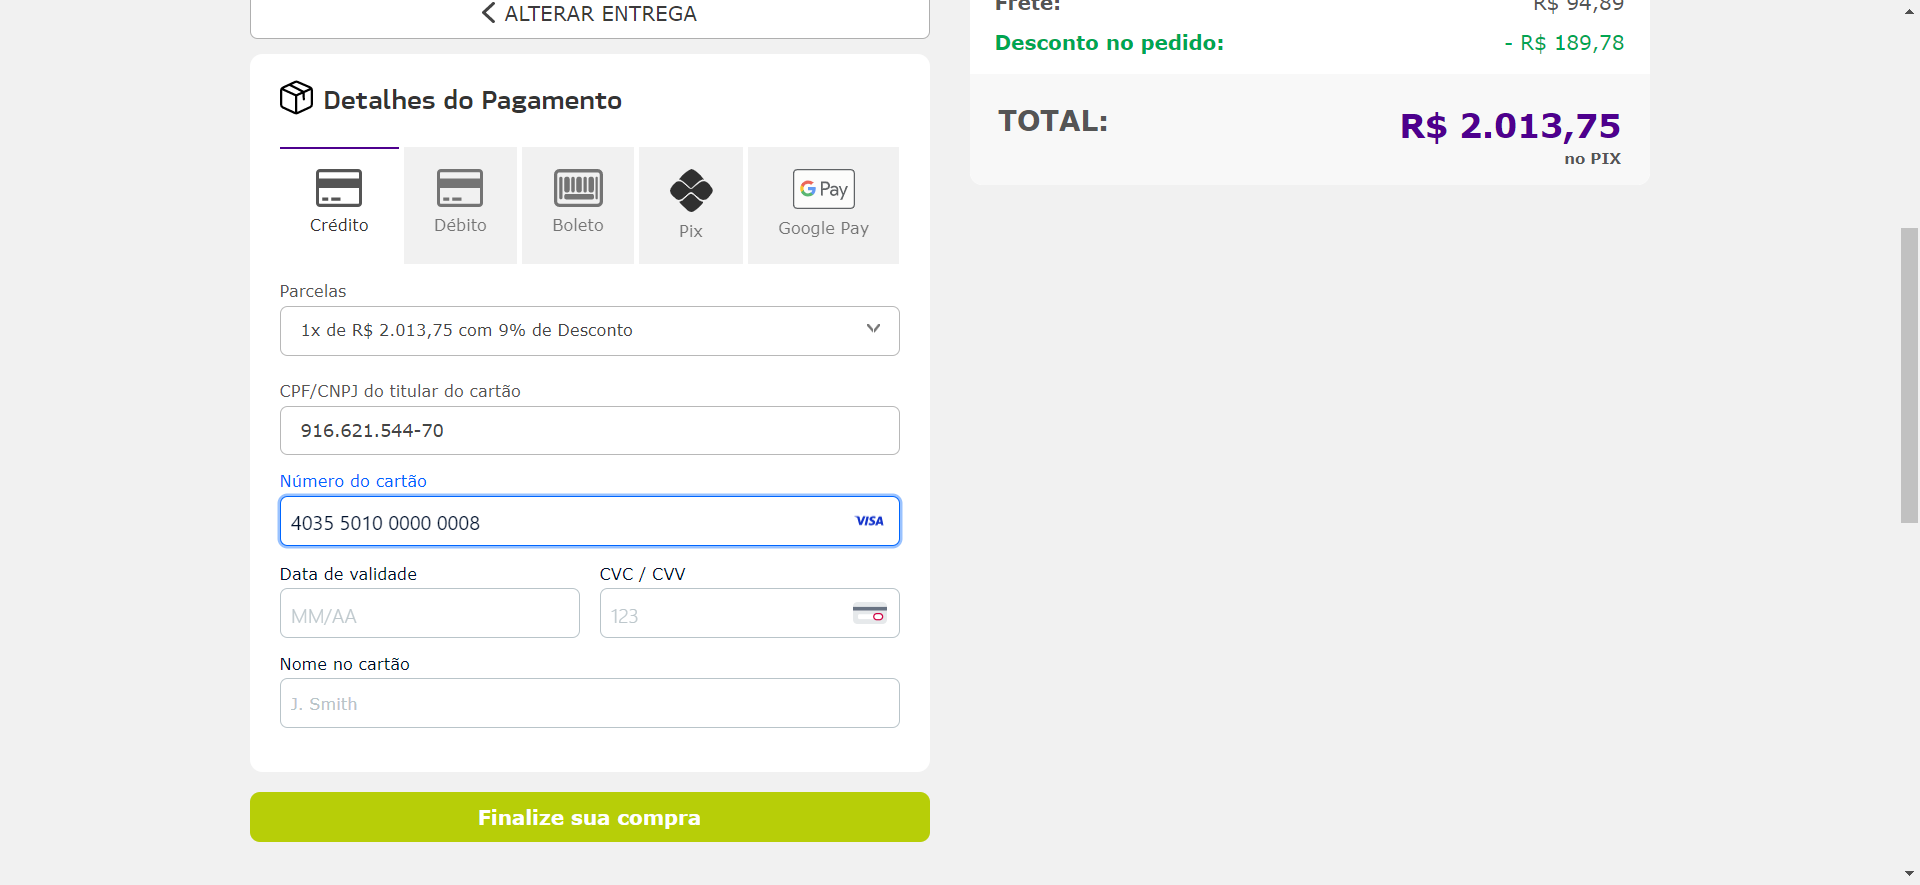 ALTERAR ENTREGA
Detalhes do Pagamento
Crédito
Débito
Boleto
Pix
G Pay
Google Pay
Parcelas
1x de R$ 2.013,75 com 9% de Desconto
CPF/CNPJ do titular do cartão
916.621.544-70
Número do cartão
4035 5010 0000 0008
VISA
Data de validade
CVC / CVV
MM/AA
123
Nome no cartão
J. Smith
Finalize sua compra
Frete:
R$ 94,89
Desconto no pedido:
- R$ 189,78
TOTAL:
R$ 2.013,75
no PIX